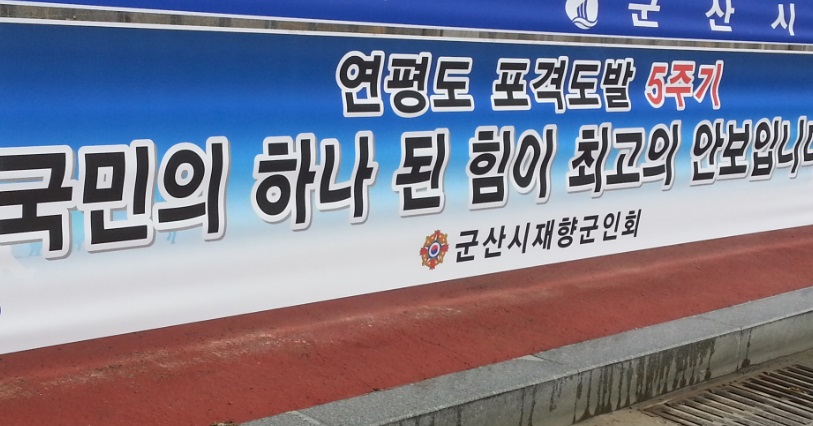 군산시
연평도 포격도발 5주기
국민의 하나 된 힘이 최고의 안보입니다
군산시재향군인회